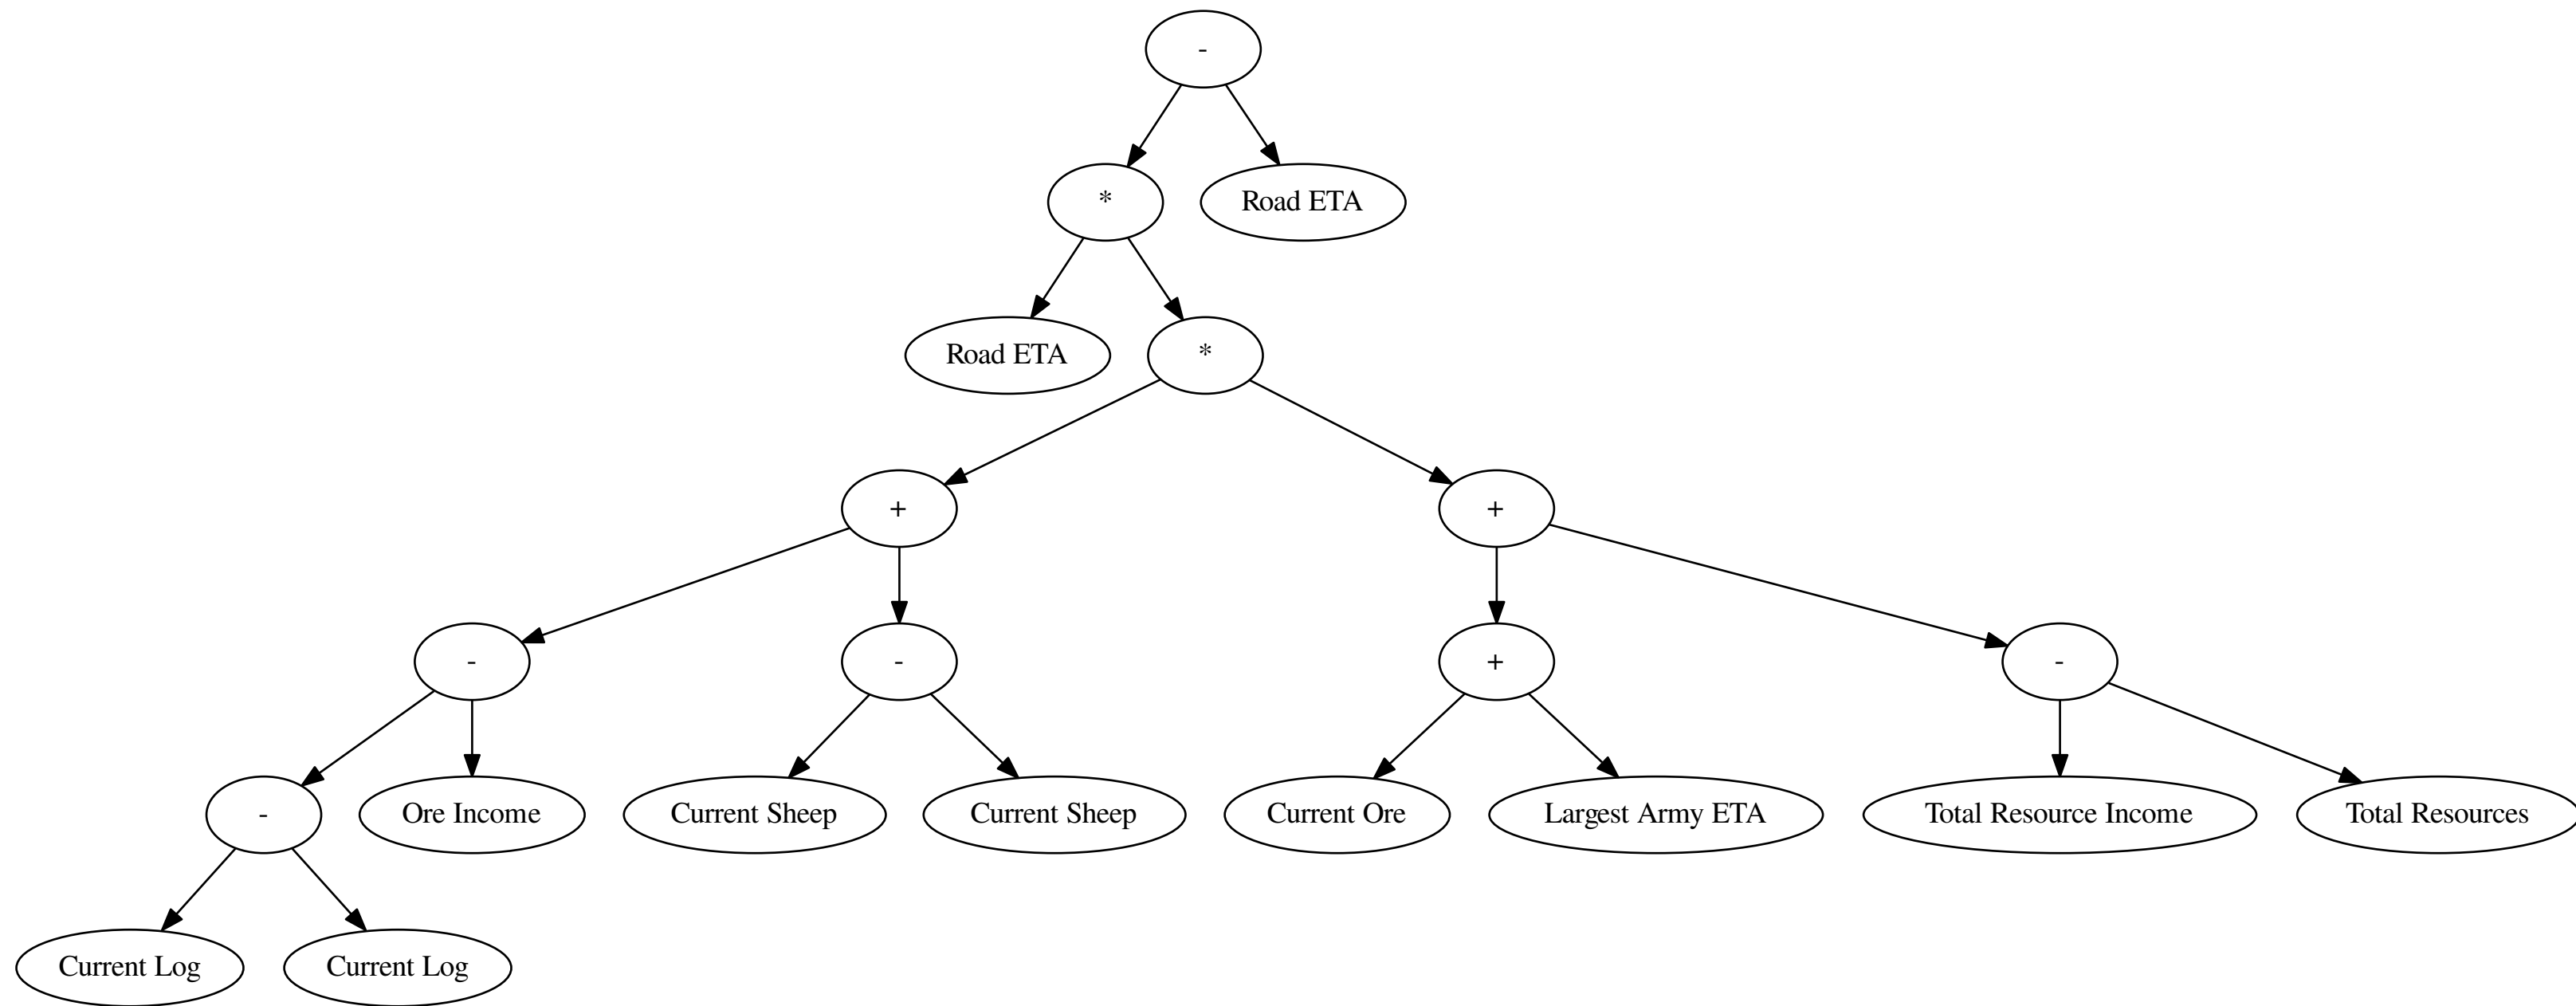 -
*
Road ETA
Road ETA
*
+
+
-
-
+
-
-
Ore Income
Current Sheep
Current Sheep
Current Ore
Largest Army ETA
Total Resource Income
Total Resources
Current Log
Current Log